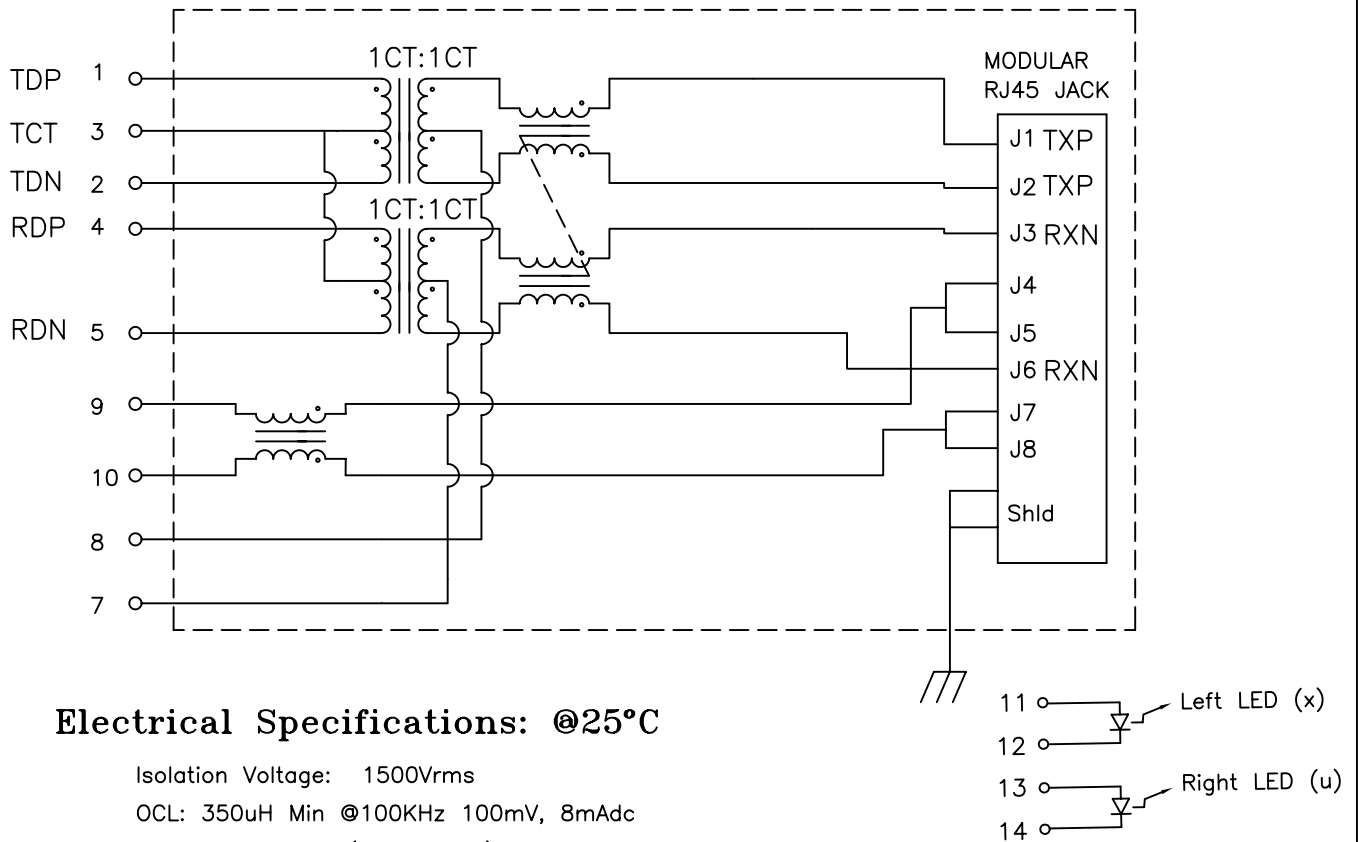 1CT:1CT
TDP 1
TCT 3
TDN 2
1CT:1CT
RDP 4
RDN 5
9
10
8
7
MODULAR
RJ45 JACK
J1 TXP
J2 TXP
J3 RXN
J4
J5
J6 RXN
J7
J8
Shld
11
12
Left LED (x)
13
14
Right LED (u)
Electrical Specifications: @25°C
Isolation Voltage: 1500Vrms
OCL: 350uH Min @100KHz 100mV, 8mAdc